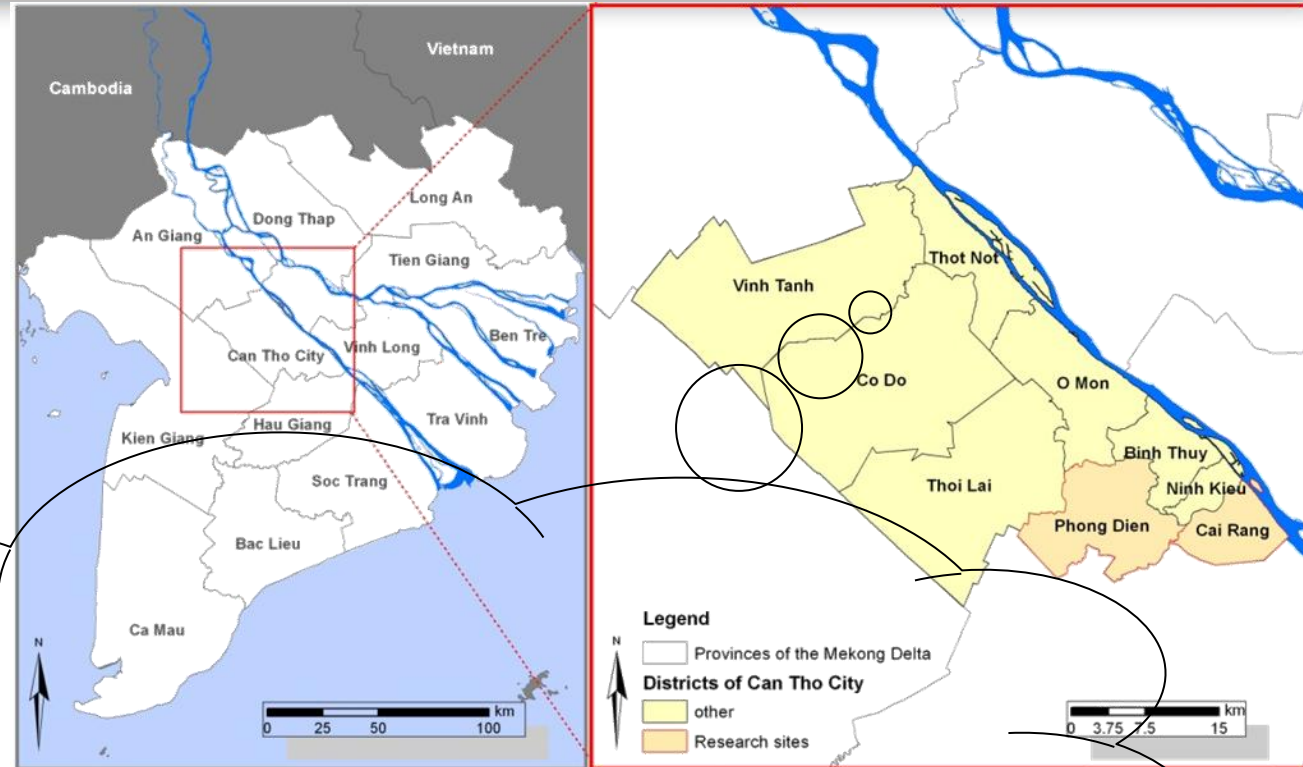 Vietnam
Cambodia
Long An
Dong Thap
An Giang
Tien Giang
Ben Tre
Vinh Long
Can Tho City
Tra Vinh
Hau Giang
Kien Giang
Soc Trang
Bac Lieu
Ca Mau
N
km
0 25 50 100
Thot Not
Vinh Tanh
Co Do
O Mon
Binh Thuy
Thoi Lai
Ninh Kieu
Phong Dien
Cai Rang
Legend
Provinces of the Mekong Delta
Districts of Can Tho City
other
Research sites
N
km
0 3.75 7.5 15